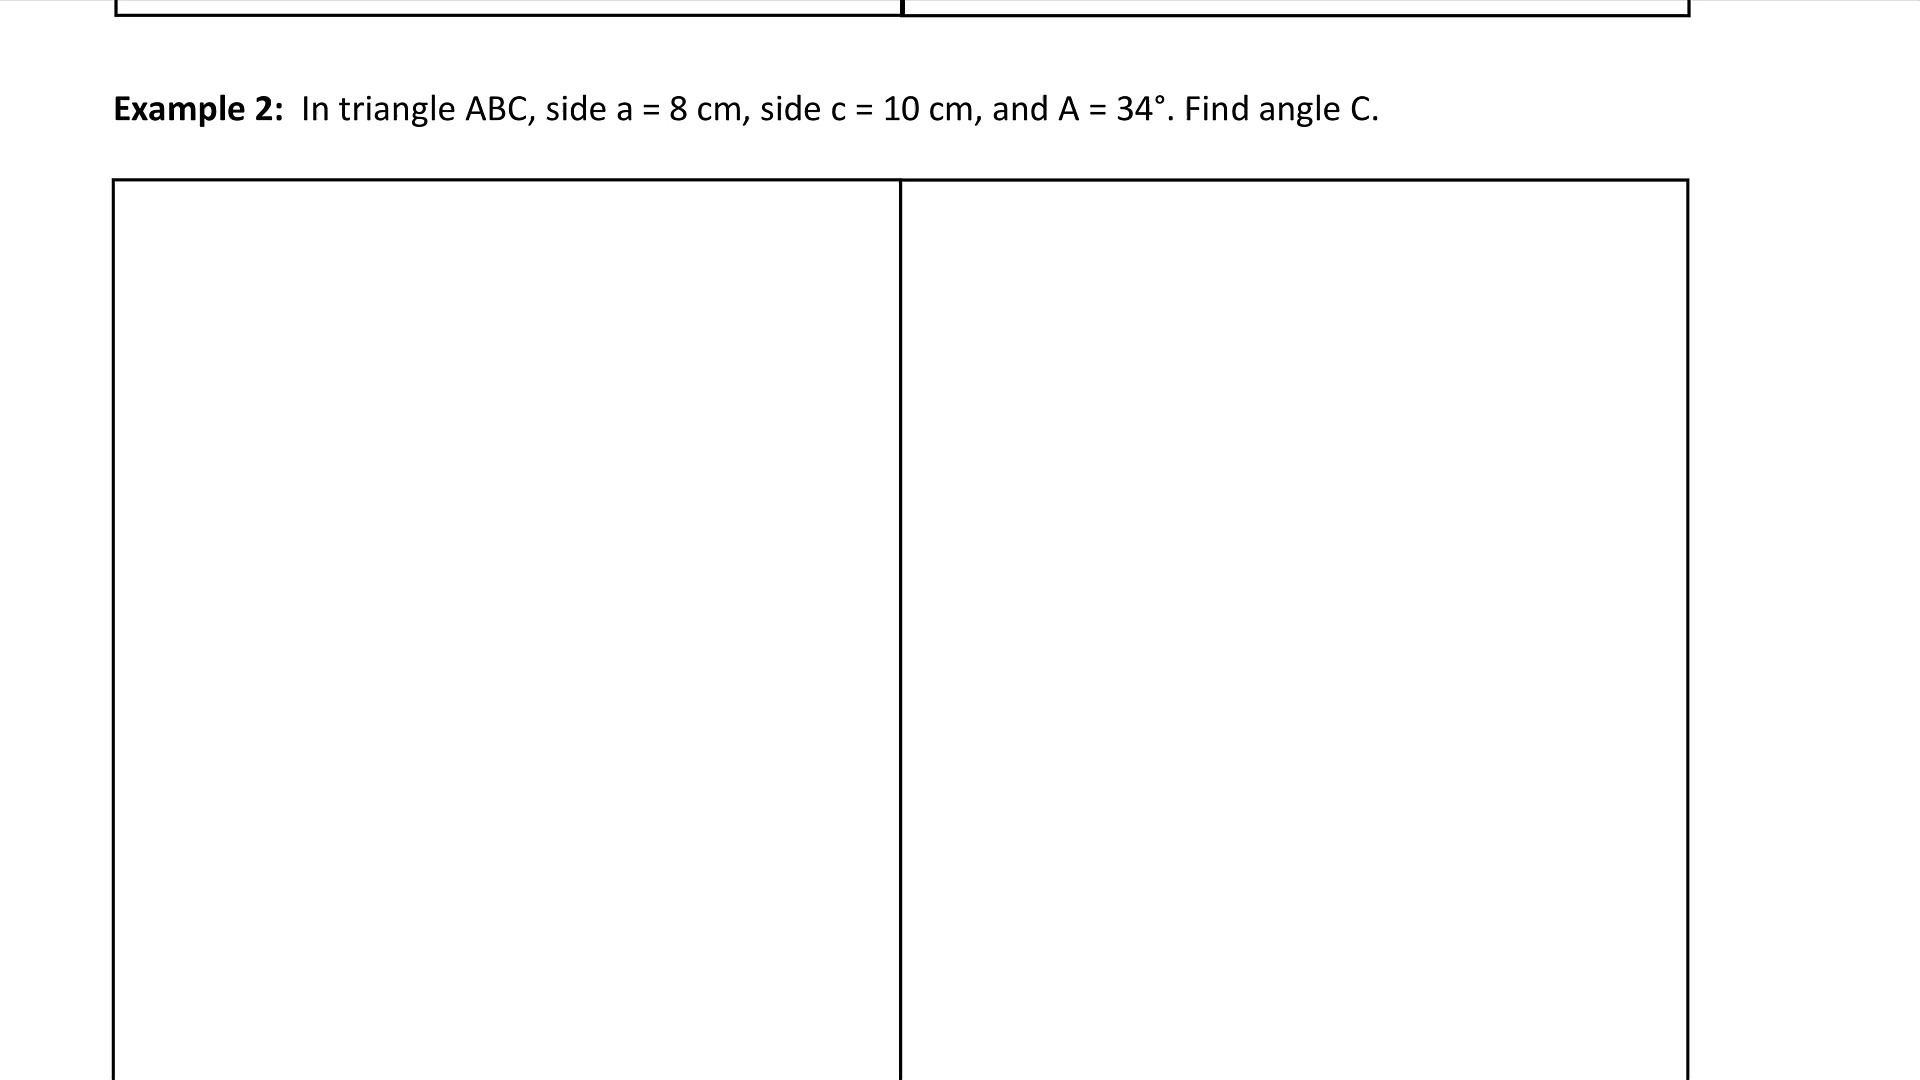 Example 2: In triangle ABC, side a = 8 cm, side c = 10 cm, and A = 34°. Find angle C.